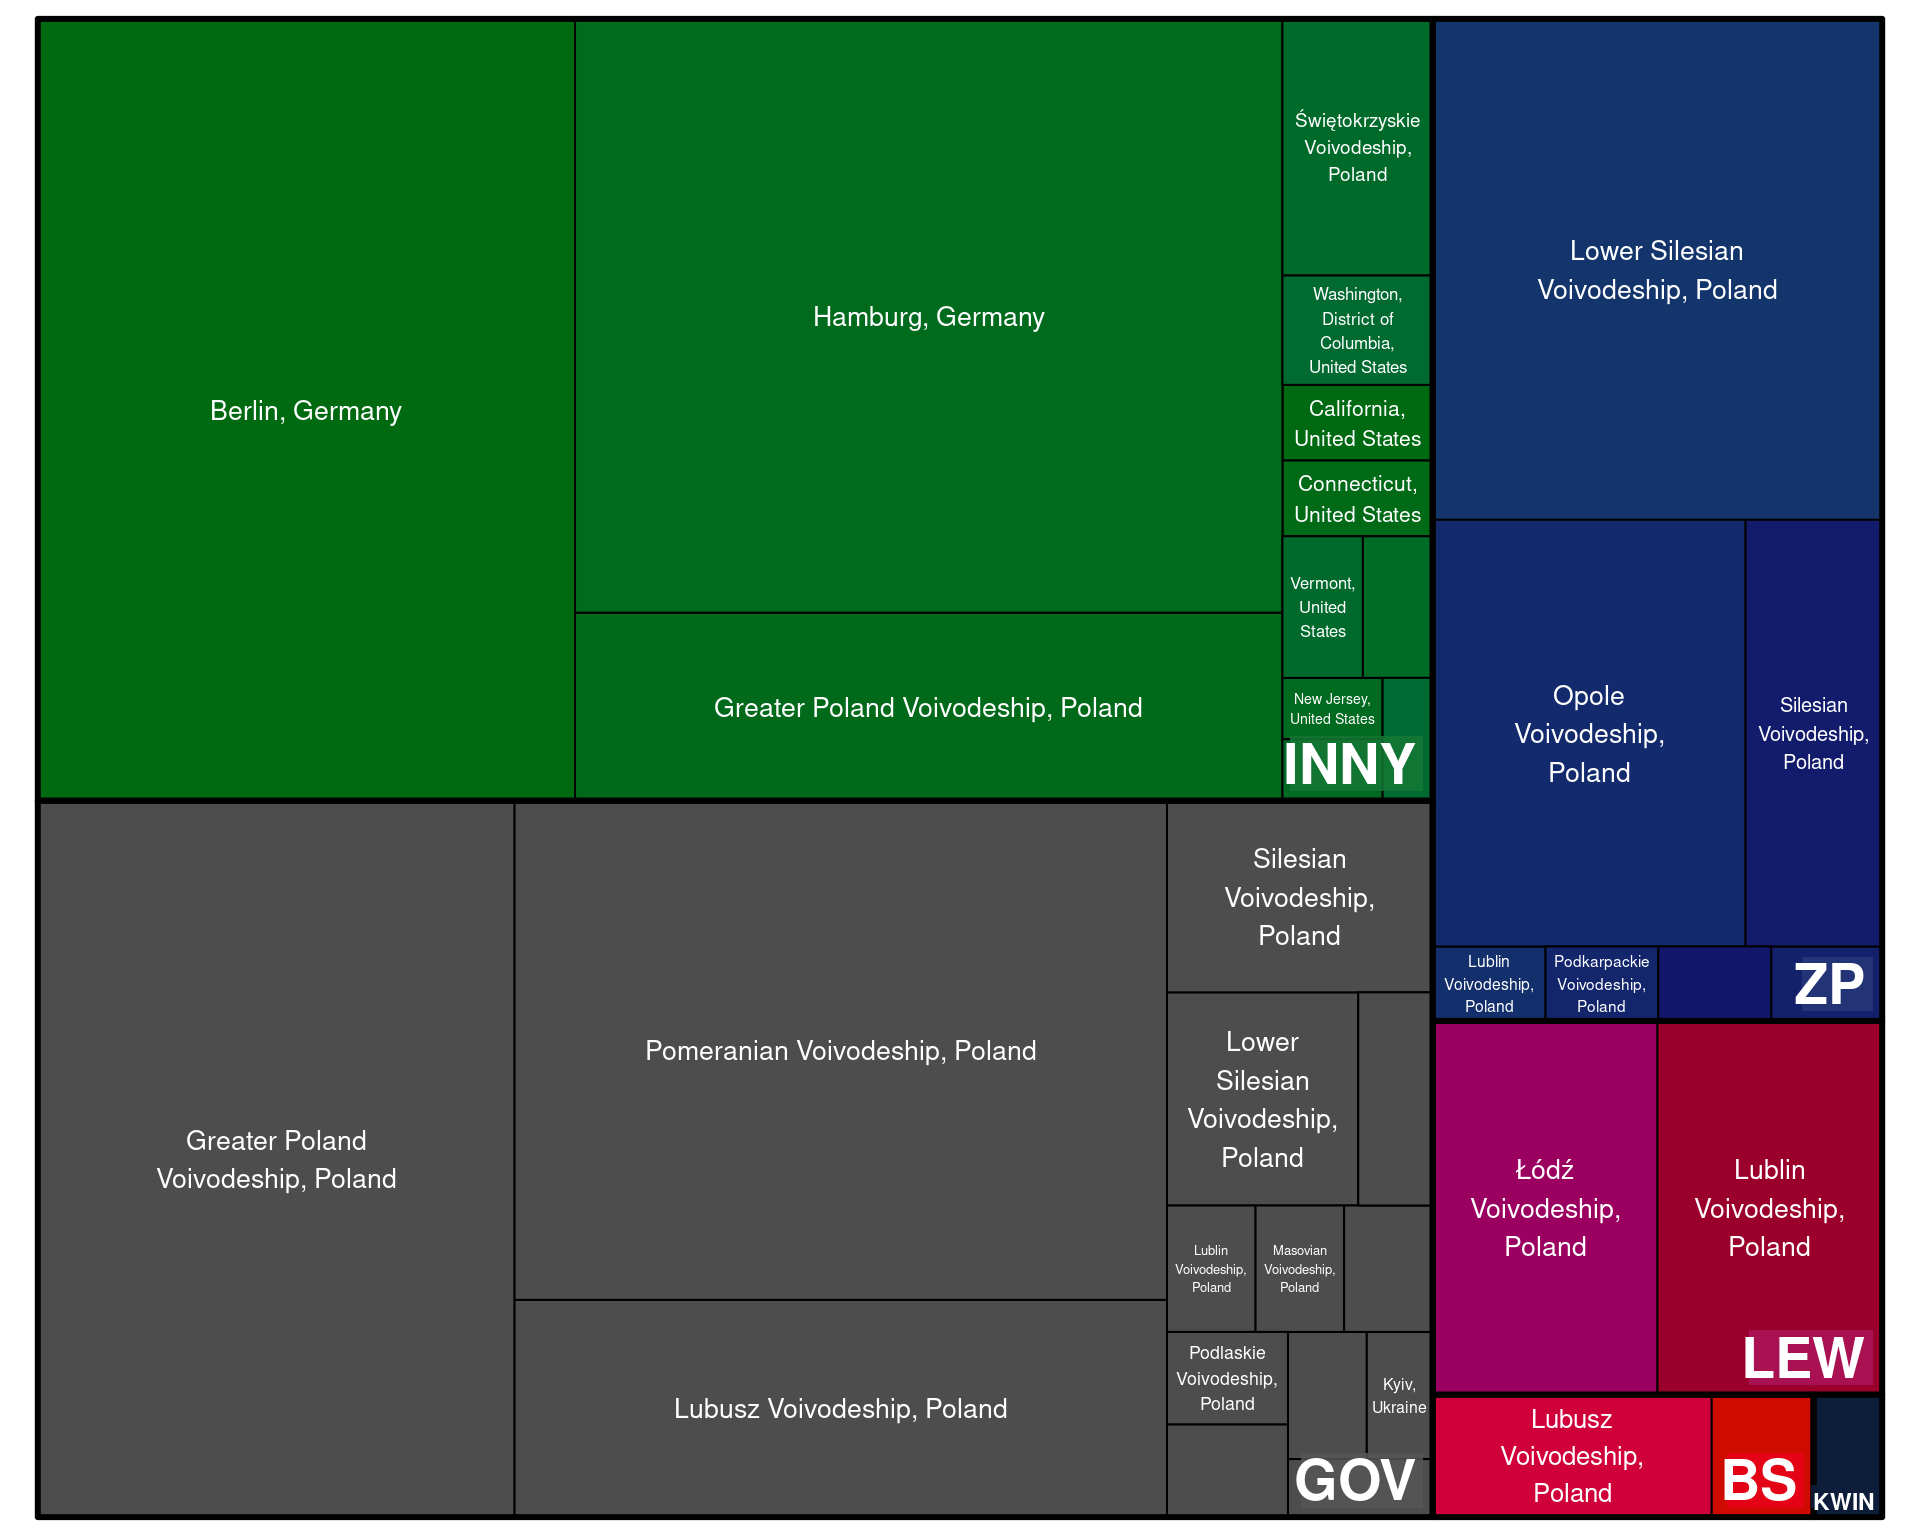 Berlin, Germany
Hamburg, Germany
Greater Poland Voivodeship, Poland
Świętokrzyskie
Voivodeship,
Poland
Washington,
District of
Columbia,
United States
California,
United States
Connecticut,
United States
Vermont,
United
States
New Jersey,
United States
INNY
Greater Poland
Voivodeship, Poland
Pomeranian Voivodeship, Poland
Lubusz Voivodeship, Poland
Silesian
Voivodeship,
Poland
Lower
Silesian
Voivodeship,
Poland
Lublin
Voivodeship,
Poland
Masovian
Voivodeship,
Poland
Podlaskie
Voivodeship,
Poland
Kyiv,
Ukraine
GOV
Lower Silesian
Voivodeship, Poland
Opole
Voivodeship,
Poland
Silesian
Voivodeship,
Poland
Lublin
Voivodeship,
Poland
Podkarpackie
Voivodeship,
Poland
ZP
Łódź
Voivodeship,
Poland
Lublin
Voivodeship,
Poland
LEW
Lubusz
Voivodeship,
Poland
BS
KWIN